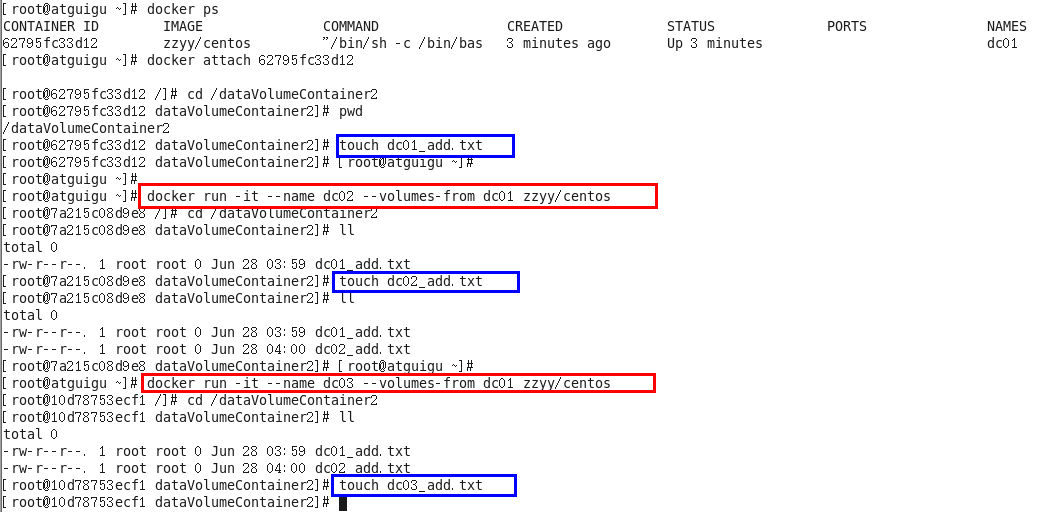 [root@atguigu ~]# docker ps
CONTAINER ID        IMAGE               COMMAND                CREATED             STATUS              PORTS               NAMES
62795fc33d12        zzyy/centos         "/bin/sh -c /bin/bas   3 minutes ago       Up 3 minutes                            dc01
[root@atguigu ~]# docker attach 62795fc33d12
[root@62795fc33d12 /]# cd /dataVolumeContainer2
[root@62795fc33d12 dataVolumeContainer2]# pwd
/dataVolumeContainer2
[root@62795fc33d12 dataVolumeContainer2]# touch dc01_add.txt
[root@62795fc33d12 dataVolumeContainer2]# [root@atguigu ~]#
[root@atguigu ~]#
[root@atguigu ~]# docker run -it --name dc02 --volumes-from dc01 zzyy/centos
[root@7a215c08d9e8 /]# cd /dataVolumeContainer2
[root@7a215c08d9e8 dataVolumeContainer2]# ll
total 0
-rw-r--r--. 1 root root 0 Jun 28 03:59 dc01_add.txt
[root@7a215c08d9e8 dataVolumeContainer2]# touch dc02_add.txt
[root@7a215c08d9e8 dataVolumeContainer2]# ll
total 0
-rw-r--r--. 1 root root 0 Jun 28 03:59 dc01_add.txt
-rw-r--r--. 1 root root 0 Jun 28 04:00 dc02_add.txt
[root@7a215c08d9e8 dataVolumeContainer2]# [root@atguigu ~]#
[root@atguigu ~]# docker run -it --name dc03 --volumes-from dc01 zzyy/centos
[root@10d78753ecf1 /]# cd /dataVolumeContainer2
[root@10d78753ecf1 dataVolumeContainer2]# ll
total 0
-rw-r--r--. 1 root root 0 Jun 28 03:59 dc01_add.txt
-rw-r--r--. 1 root root 0 Jun 28 04:00 dc02_add.txt
[root@10d78753ecf1 dataVolumeContainer2]# touch dc03_add.txt
[root@10d78753ecf1 dataVolumeContainer2]#